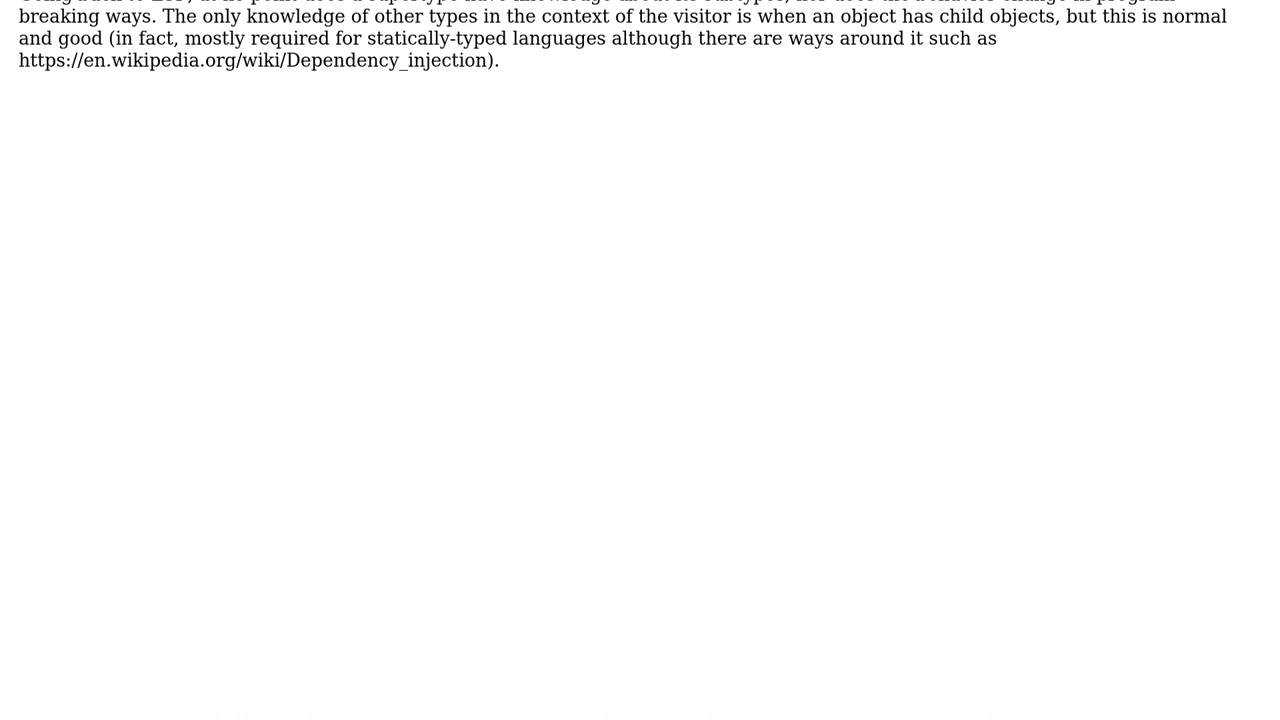 breaking ways. The only knowledge of other types in the context of the visitor is when an object has child objects, but this is normal
and good (in fact, mostly required for statically-typed languages although there are ways around it such as
https://en.wikipedia.org/wiki/Dependency_injection).